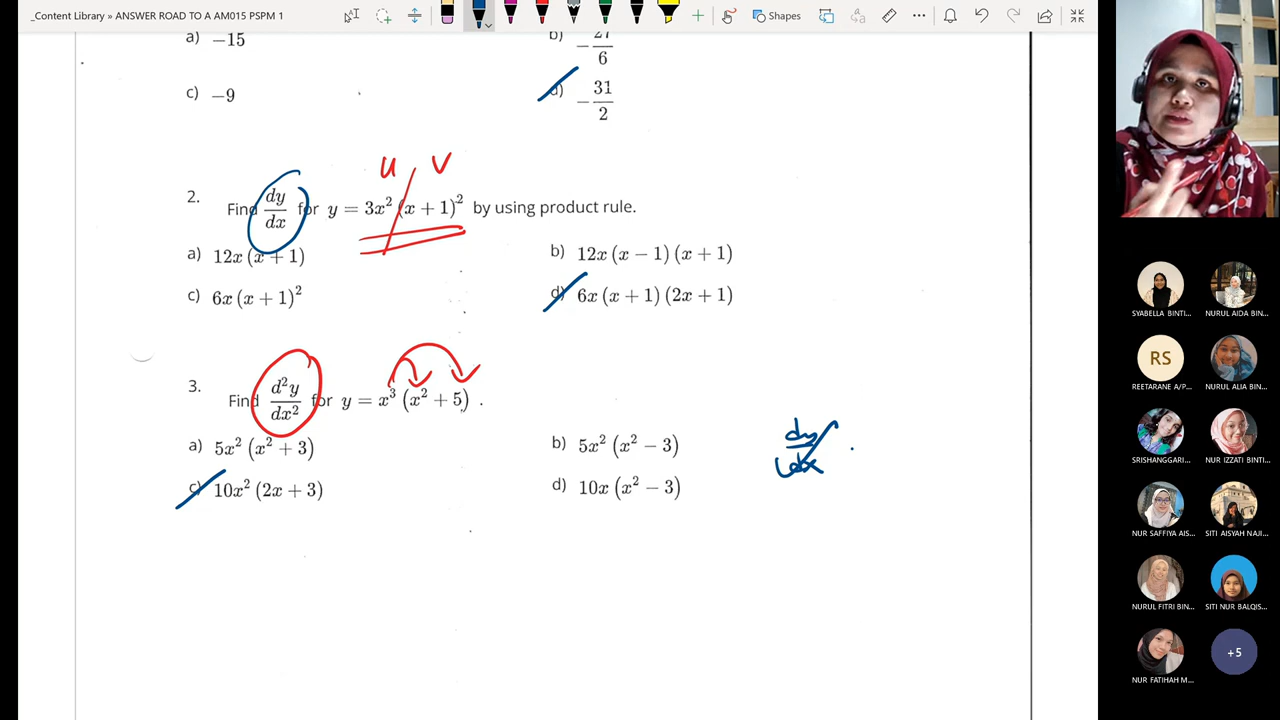 _Content Library » ANSWER ROAD TO A AM015 PSPM 1
Shapes
a) −15
b) −27/6
c) −9
d) −31/2
u v
2. Find dy/dx for y = 3x² (x + 1)² by using product rule.
a) 12x (x + 1)
b) 12x (x − 1) (x + 1)
c) 6x (x + 1)²
d) 6x (x + 1) (2x + 1)
3. Find d²y/dx² for y = x³ (x² + 5) .
a) 5x² (x² + 3)
b) 5x² (x² − 3)
c) 10x² (2x + 3)
d) 10x (x² − 3)
dy/dx
SYABELLA BINTI...
NURUL AIDA BIN...
RS
REETARANE A/P...
NURUL ALIA BIN...
SRISHANGGARI...
NUR IZZATI BINTI...
NUR SAFFIYA AIS...
SITI AISYAH NAJI...
NURUL FITRI BIN...
SITI NUR BALQIS...
NUR FATIHAH M...
+5